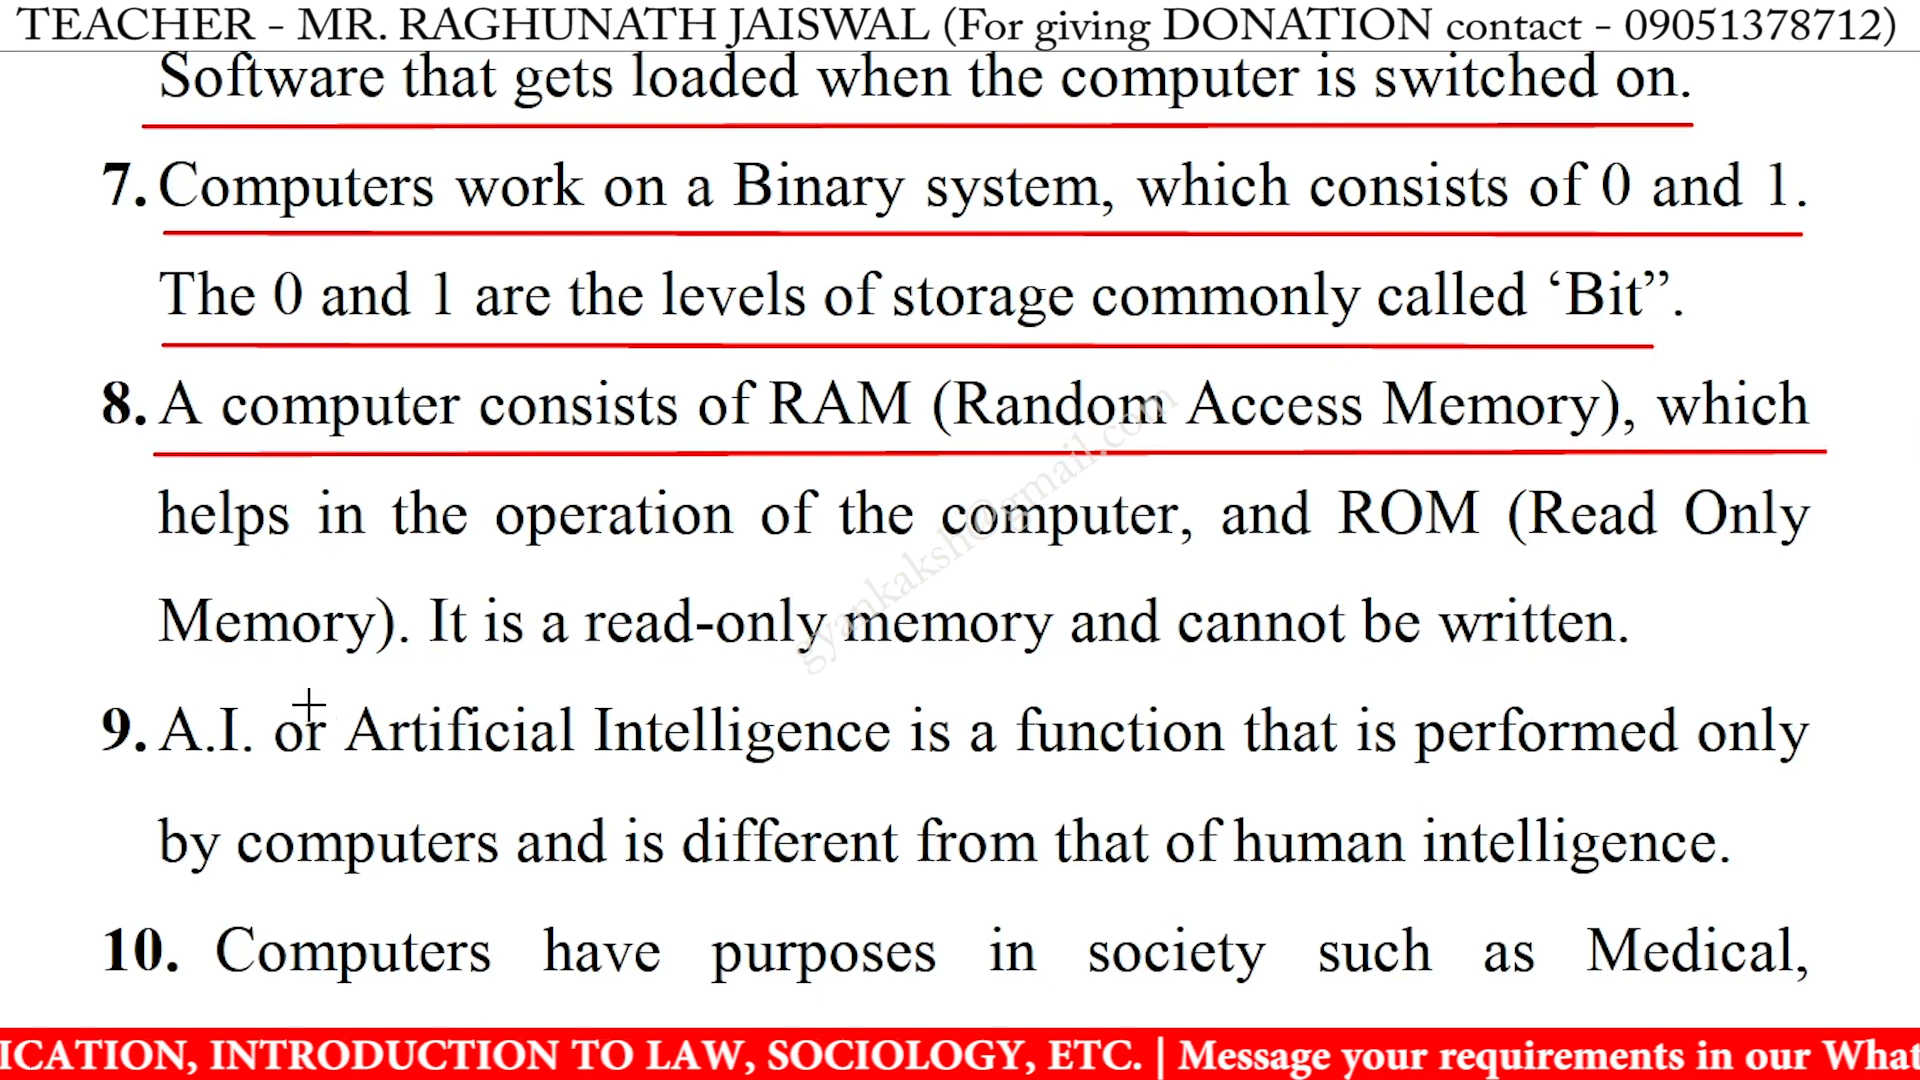 TEACHER - MR. RAGHUNATH JAISWAL (For giving DONATION contact - 09051378712)
Software that gets loaded when the computer is switched on.
7. Computers work on a Binary system, which consists of 0 and 1.
The 0 and 1 are the levels of storage commonly called ‘Bit”.
8. A computer consists of RAM (Random Access Memory), which
helps in the operation of the computer, and ROM (Read Only
Memory). It is a read-only memory and cannot be written.
gyankaksh@gmail.com
9. A.I. or Artificial Intelligence is a function that is performed only
by computers and is different from that of human intelligence.
10. Computers have purposes in society such as Medical,
ICATION, INTRODUCTION TO LAW, SOCIOLOGY, ETC. | Message your requirements in our What